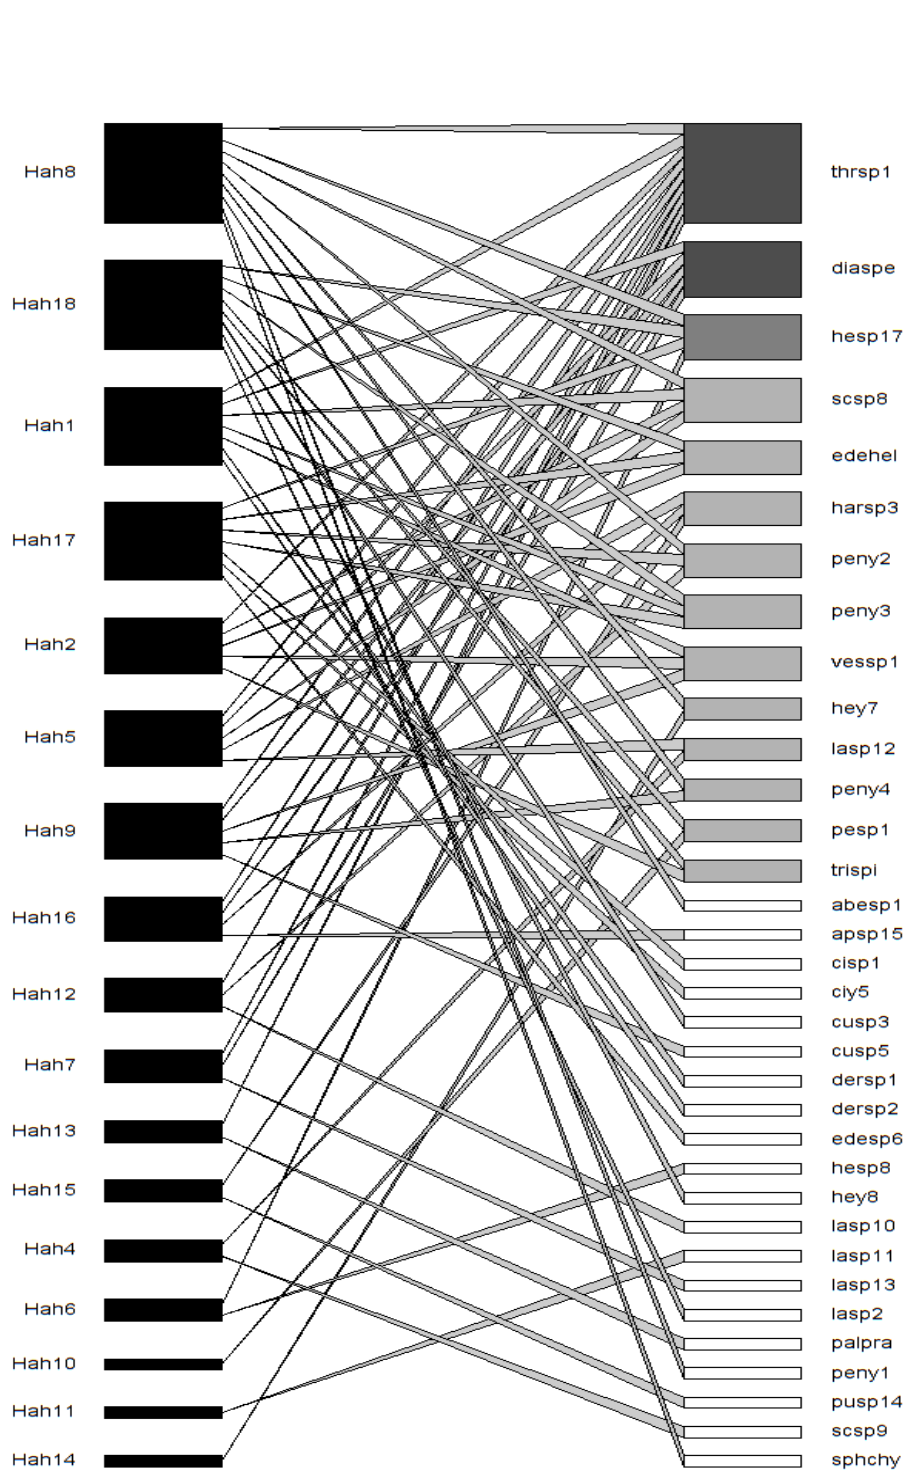 Hah8
Hah18
Hah1
Hah17
Hah2
Hah5
Hah9
Hah16
Hah12
Hah7
Hah13
Hah15
Hah4
Hah6
Hah10
Hah11
Hah14
thrsp1
diaspe
hesp17
scsp8
edehel
harsp3
peny2
peny3
vessp1
hey7
lasp12
peny4
pesp1
trispi
abesp1
apsp15
cisp1
ciy5
cusp3
cusp5
dersp1
dersp2
edesp6
hesp8
hey8
lasp10
lasp11
lasp13
lasp2
palpra
peny1
pusp14
scsp9
sphchy